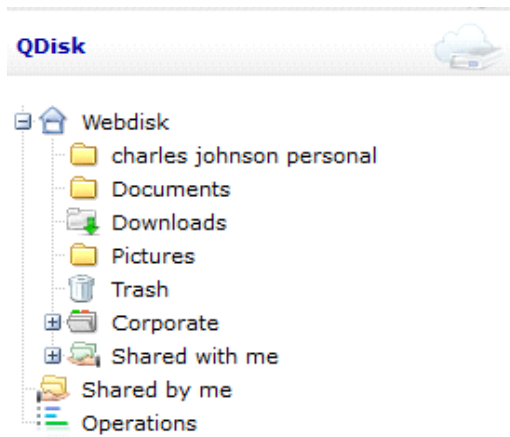 QDisk
Webdisk
charles johnson personal
Documents
Downloads
Pictures
Trash
Corporate
Shared with me
Shared by me
Operations